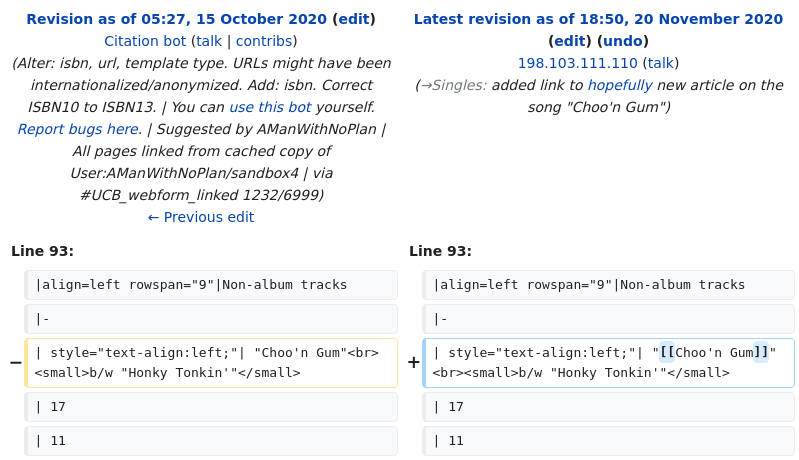 Revision as of 05:27, 15 October 2020 (edit)
Citation bot (talk | contribs)
(Alter: isbn, url, template type. URLs might have been
internationalized/anonymized. Add: isbn. Correct
ISBN10 to ISBN13. | You can use this bot yourself.
Report bugs here. | Suggested by AManWithNoPlan |
All pages linked from cached copy of
User:AManWithNoPlan/sandbox4 | via
#UCB_webform_linked 1232/6999)
← Previous edit
Latest revision as of 18:50, 20 November 2020
(edit) (undo)
198.103.111.110 (talk)
(→Singles: added link to hopefully new article on the
song "Choo'n Gum")
Line 93:
|align=left rowspan="9"|Non-album tracks
|-
− | style="text-align:left;"| "Choo'n Gum"<br>
<small>b/w "Honky Tonkin'"</small>
| 17
| 11
Line 93:
|align=left rowspan="9"|Non-album tracks
|-
+ | style="text-align:left;"| "[[Choo'n Gum]]"
<br><small>b/w "Honky Tonkin'"</small>
| 17
| 11